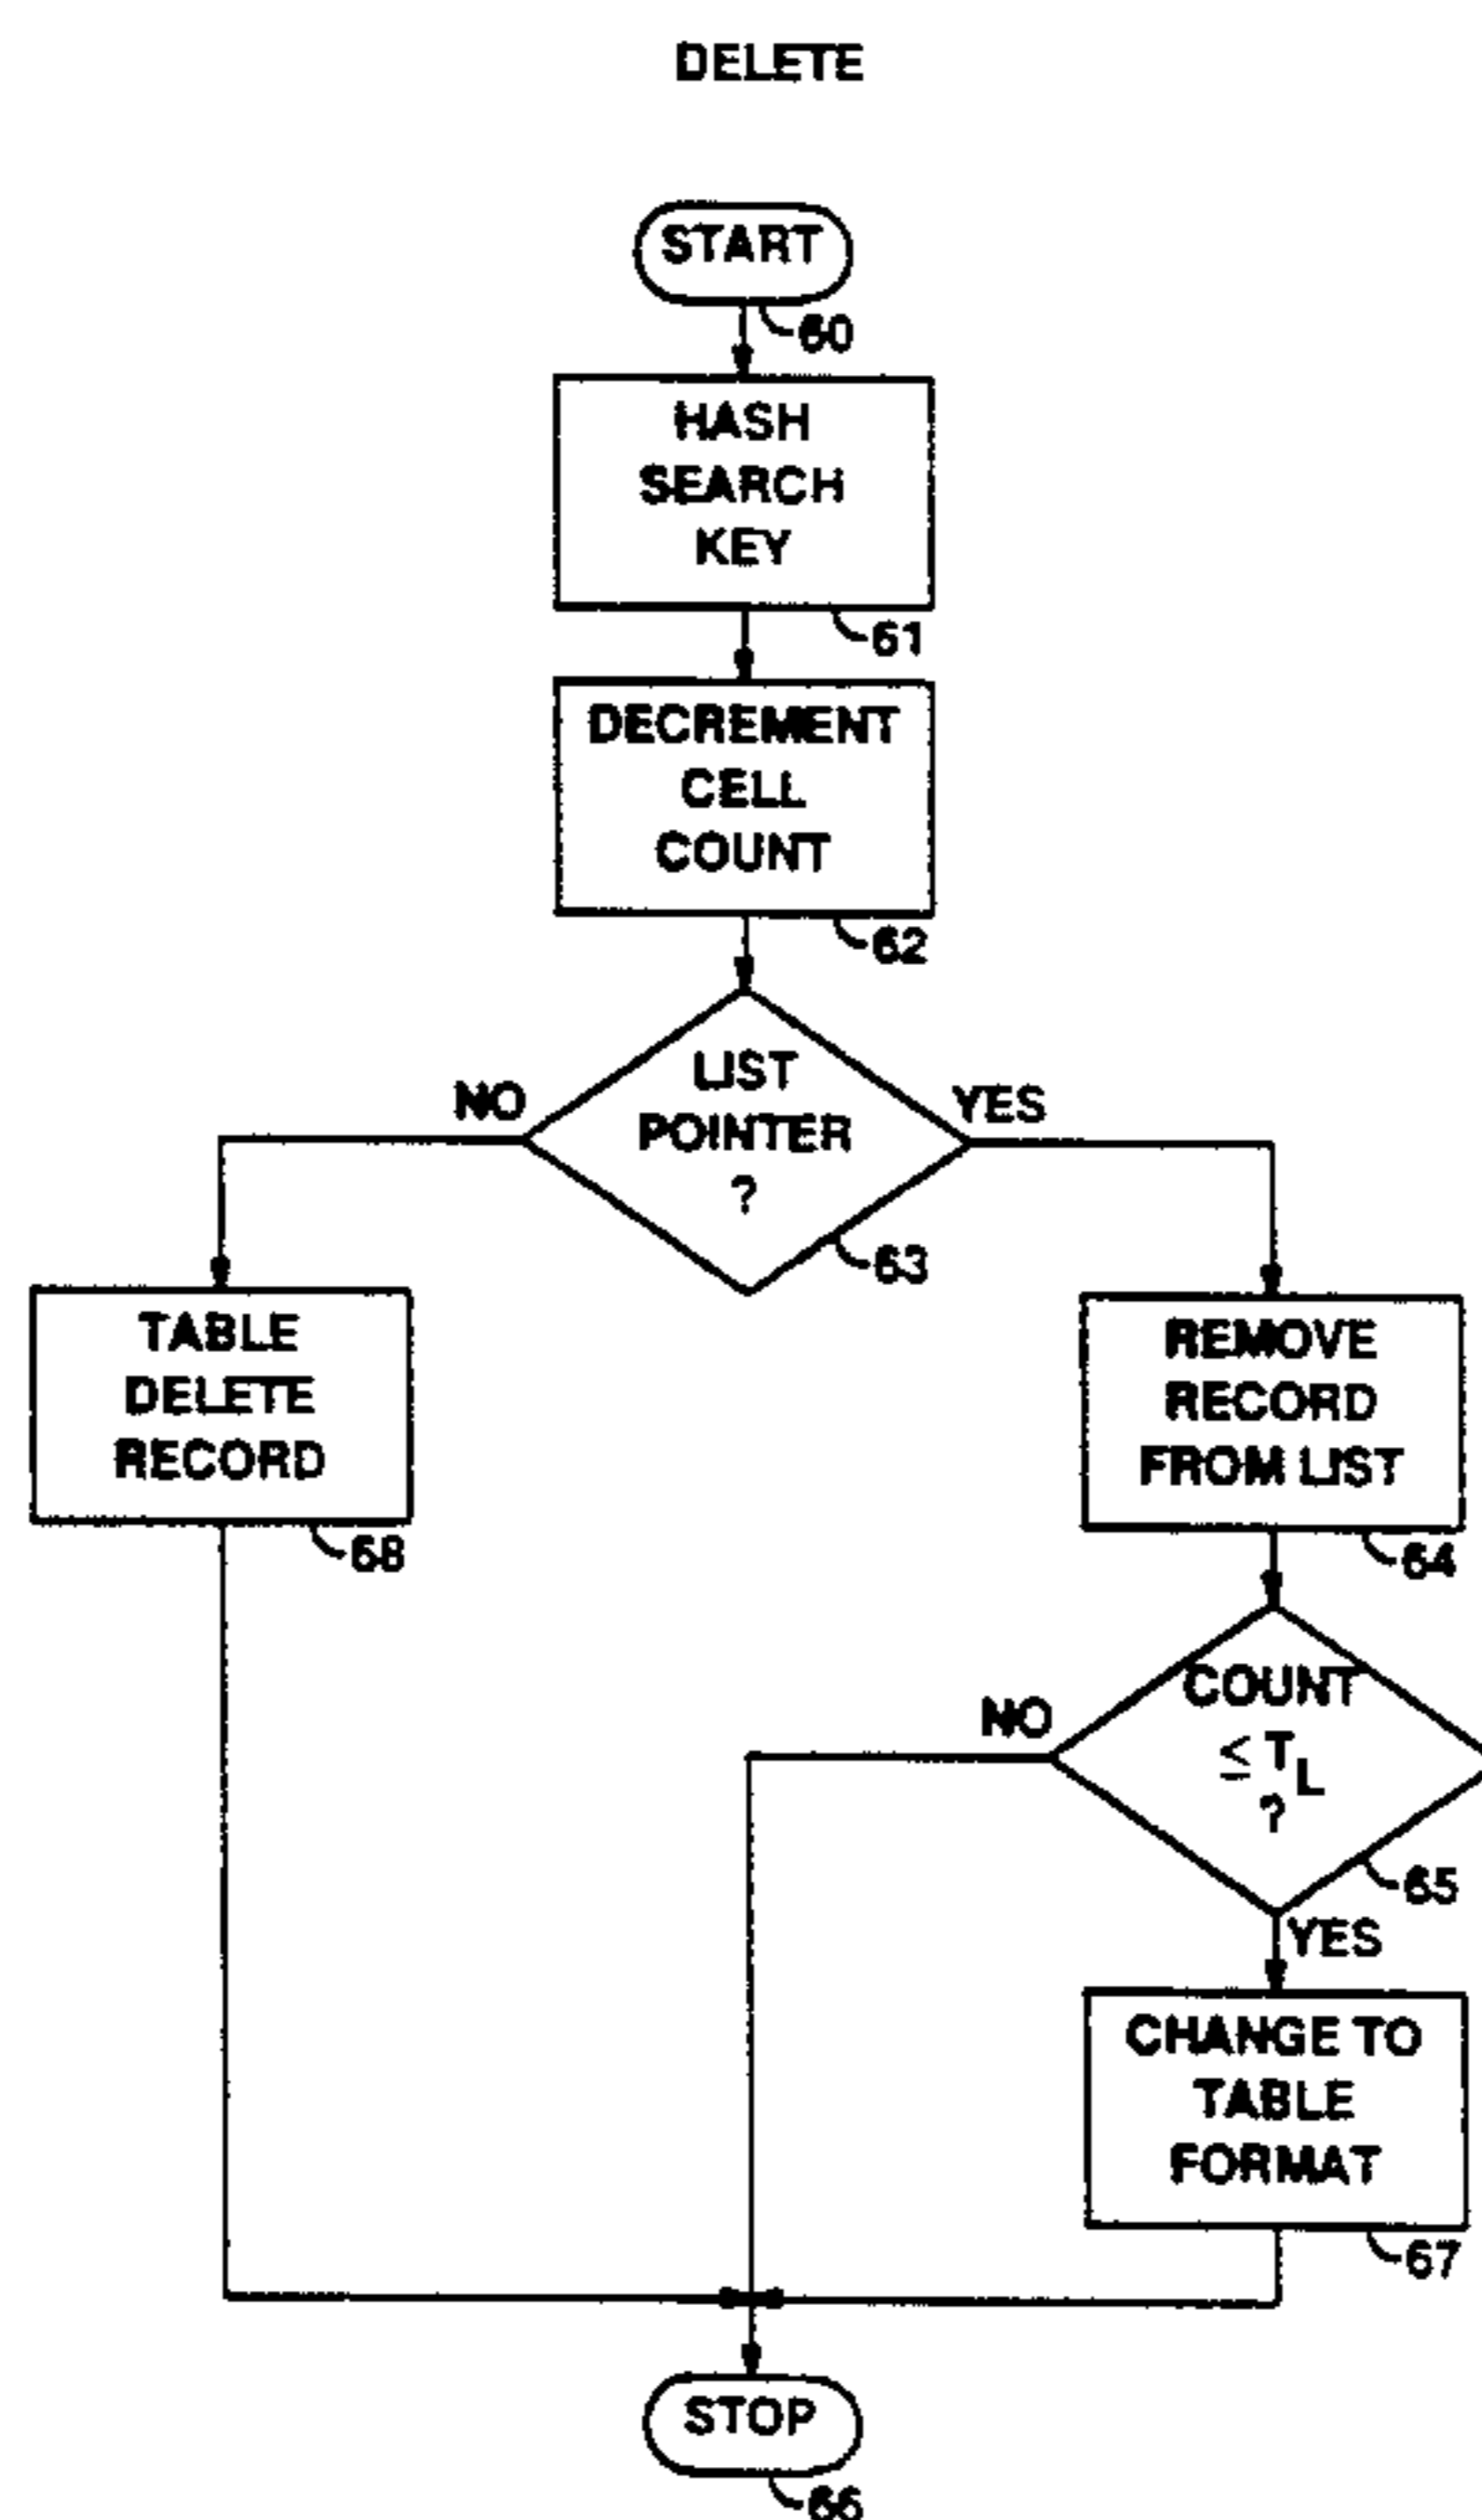 DELETE
START
60
HASH
SEARCH
KEY
61
DECREMENT
CELL
COUNT
62
LIST
POINTER
?
NO
YES
63
TABLE
DELETE
RECORD
68
REMOVE
RECORD
FROM LIST
64
COUNT
≤ TL
?
NO
65
YES
CHANGE TO
TABLE
FORMAT
67
STOP
66